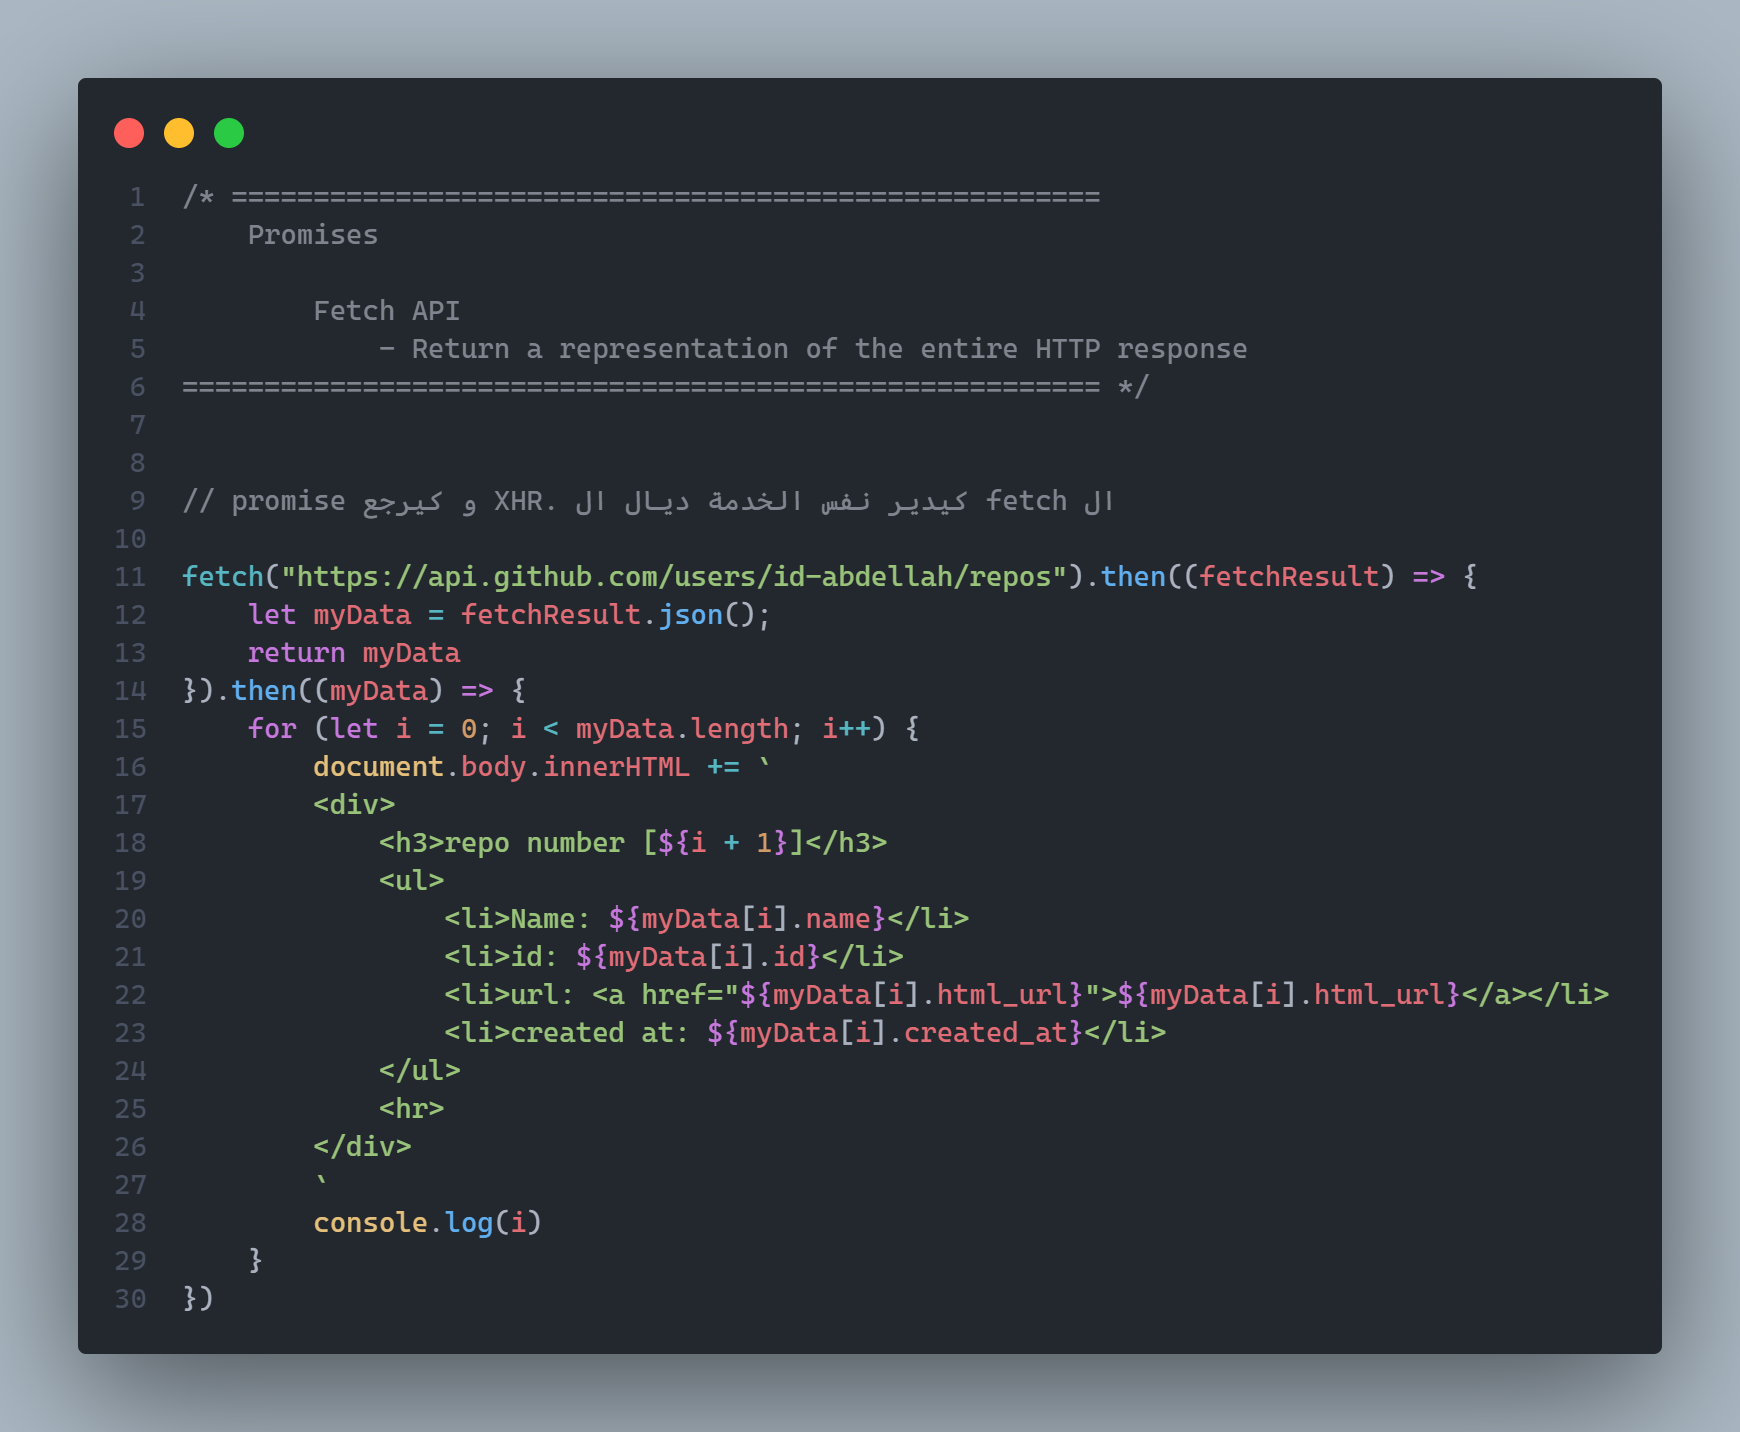 1 /* =====================================================
2     Promises
3
4         Fetch API
5             - Return a representation of the entire HTTP response
6 ======================================================== */
7
8
9 // promise و كيرجع XHR. كيدير نفس الخدمة ديال ال fetch ال
10
11 fetch("https://api.github.com/users/id-abdellah/repos").then((fetchResult) => {
12     let myData = fetchResult.json();
13     return myData
14 }).then((myData) => {
15     for (let i = 0; i < myData.length; i++) {
16         document.body.innerHTML += `
17         <div>
18             <h3>repo number [${i + 1}]</h3>
19             <ul>
20                 <li>Name: ${myData[i].name}</li>
21                 <li>id: ${myData[i].id}</li>
22                 <li>url: <a href="${myData[i].html_url}">${myData[i].html_url}</a></li>
23                 <li>created at: ${myData[i].created_at}</li>
24             </ul>
25             <hr>
26         </div>
27         `
28         console.log(i)
29     }
30 })